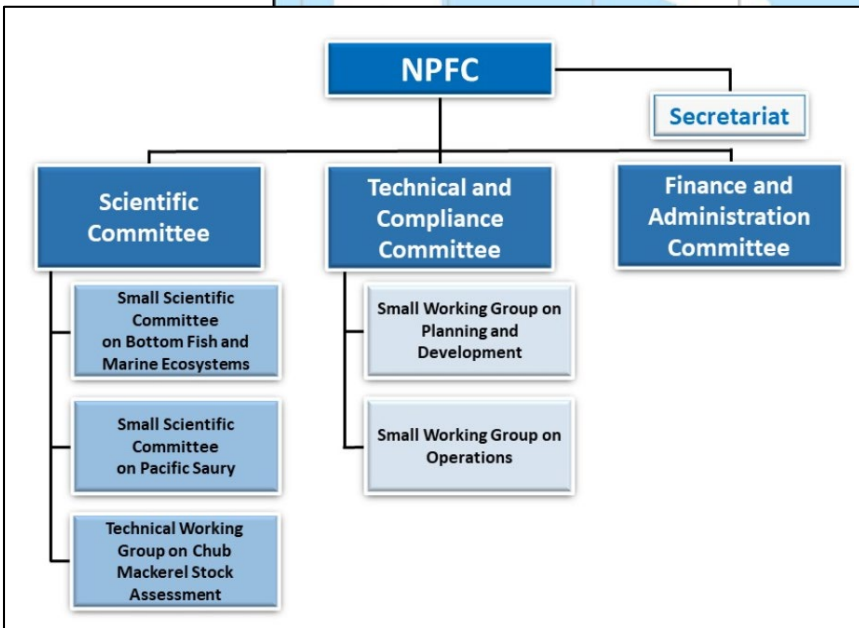 NPFC
Secretariat
Scientific
Committee
Technical and
Compliance
Committee
Finance and
Administration
Committee
Small Scientific
Committee
on Bottom Fish and
Marine Ecosystems
Small Scientific
Committee
on Pacific Saury
Technical Working
Group on Chub
Mackerel Stock
Assessment
Small Working Group on
Planning and
Development
Small Working Group on
Operations